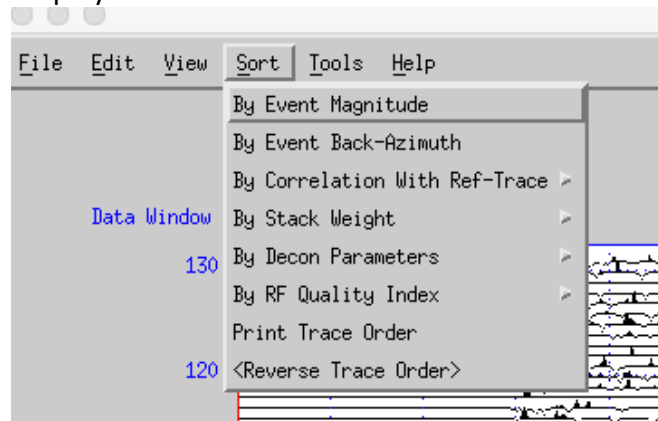 File Edit View Sort Tools Help
By Event Magnitude
By Event Back-Azimuth
By Correlation With Ref-Trace
Data Window
By Stack Weight
130
By Decon Parameters
By RF Quality Index
Print Trace Order
120
<Reverse Trace Order>